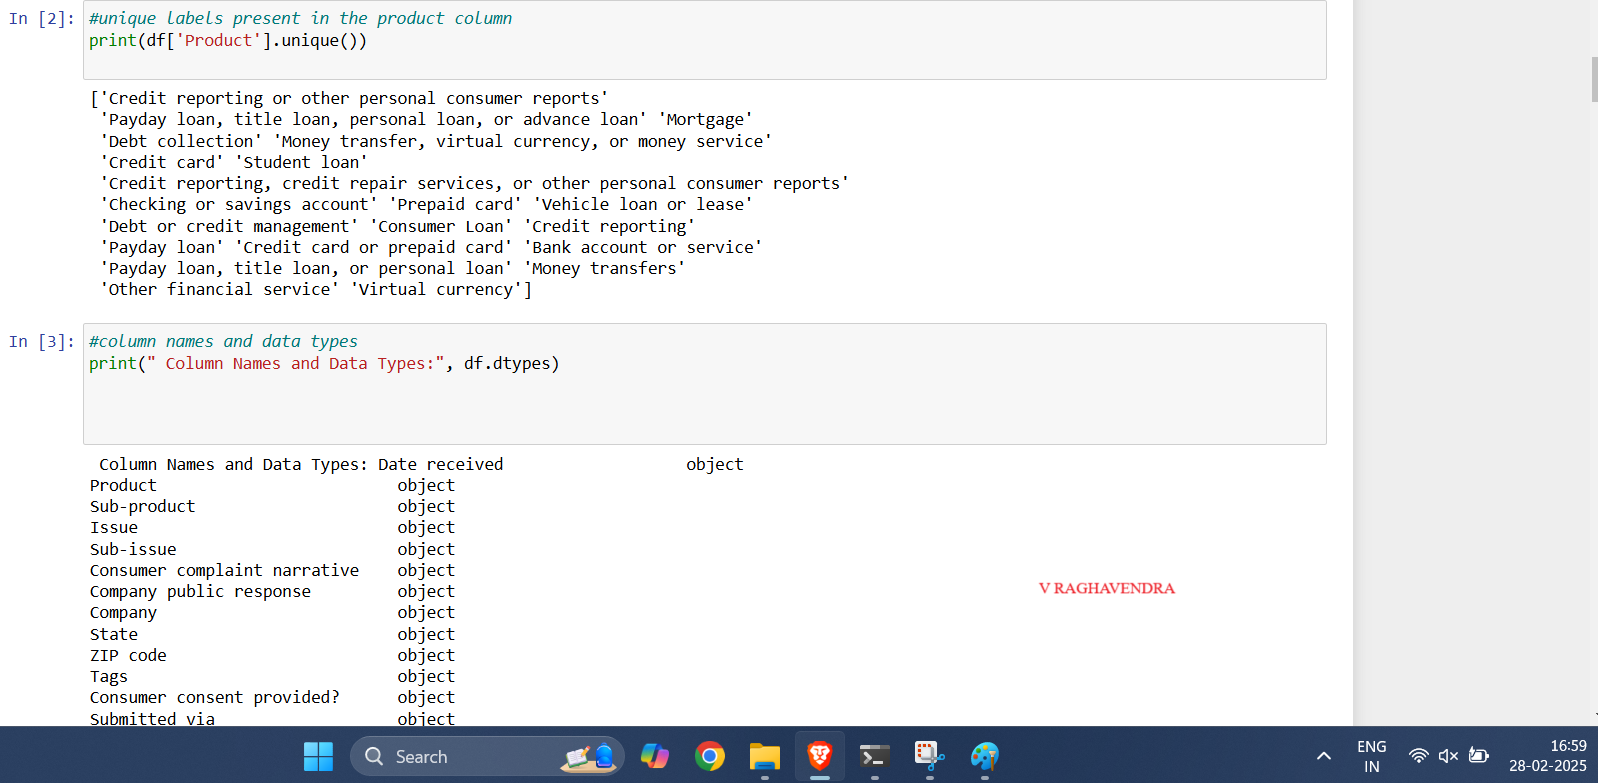 In [2]: #unique labels present in the product column
print(df['Product'].unique())
['Credit reporting or other personal consumer reports'
'Payday loan, title loan, personal loan, or advance loan' 'Mortgage'
'Debt collection' 'Money transfer, virtual currency, or money service'
'Credit card' 'Student loan'
'Credit reporting, credit repair services, or other personal consumer reports'
'Checking or savings account' 'Prepaid card' 'Vehicle loan or lease'
'Debt or credit management' 'Consumer Loan' 'Credit reporting'
'Payday loan' 'Credit card or prepaid card' 'Bank account or service'
'Payday loan, title loan, or personal loan' 'Money transfers'
'Other financial service' 'Virtual currency']
In [3]: #column names and data types
print(" Column Names and Data Types:", df.dtypes)
Column Names and Data Types: Date received object
Product object
Sub-product object
Issue object
Sub-issue object
Consumer complaint narrative object
Company public response object
V RAGHAVENDRA
Company object
State object
ZIP code object
Tags object
Consumer consent provided? object
Submitted via object
Search
ENG
IN
16:59
28-02-2025